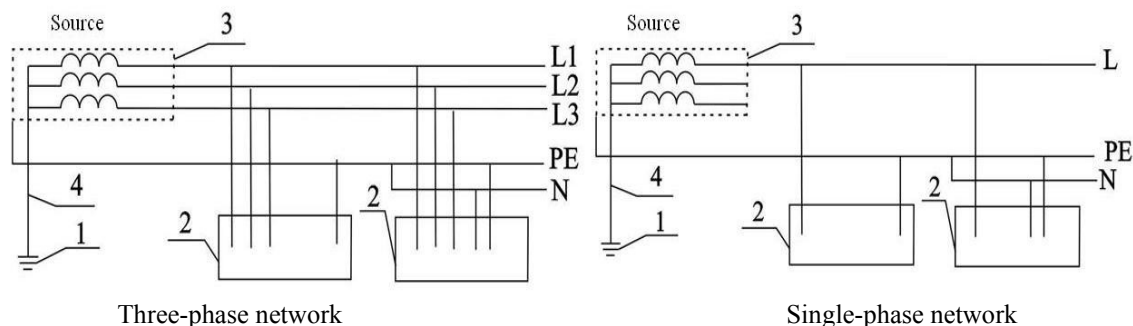 Source
3
L1
L2
L3
PE
N
4
1
2
2
Three-phase network
Source
3
L
PE
N
4
1
2
2
Single-phase network